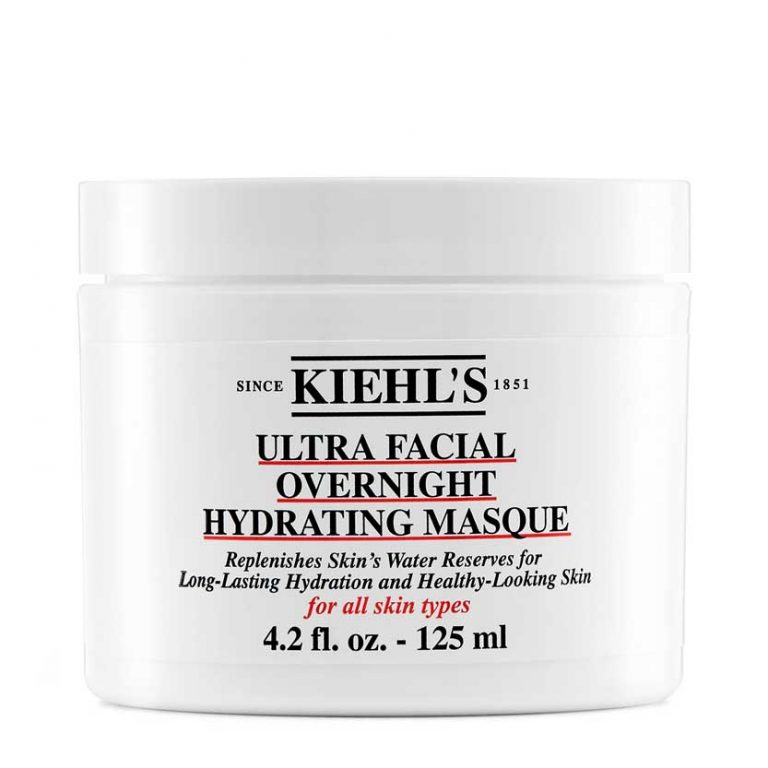 SINCE KIEHL'S 1851
ULTRA FACIAL
OVERNIGHT
HYDRATING MASQUE
Replenishes Skin's Water Reserves for
Long-Lasting Hydration and Healthy-Looking Skin
for all skin types
4.2 fl. oz. - 125 ml